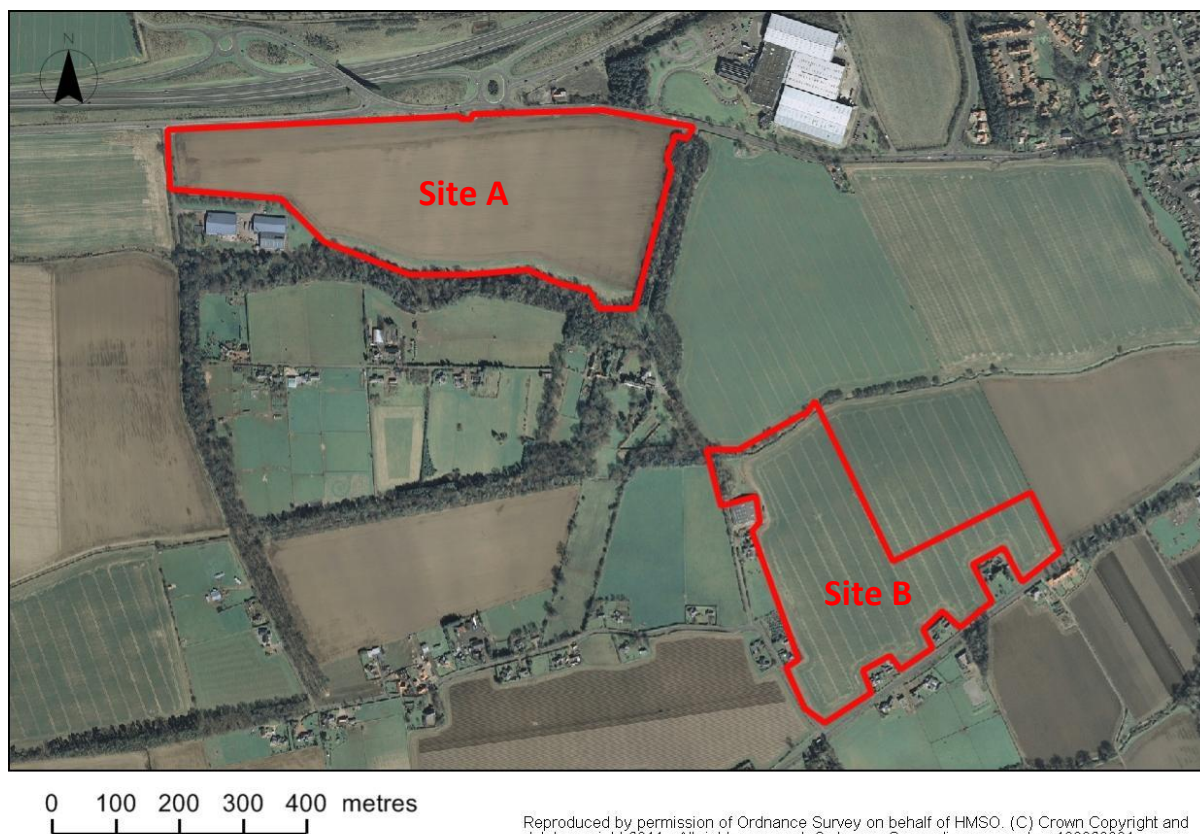 N
Site A
Site B
0 100 200 300 400 metres
Reproduced by permission of Ordnance Survey on behalf of HMSO. (C) Crown Copyright and